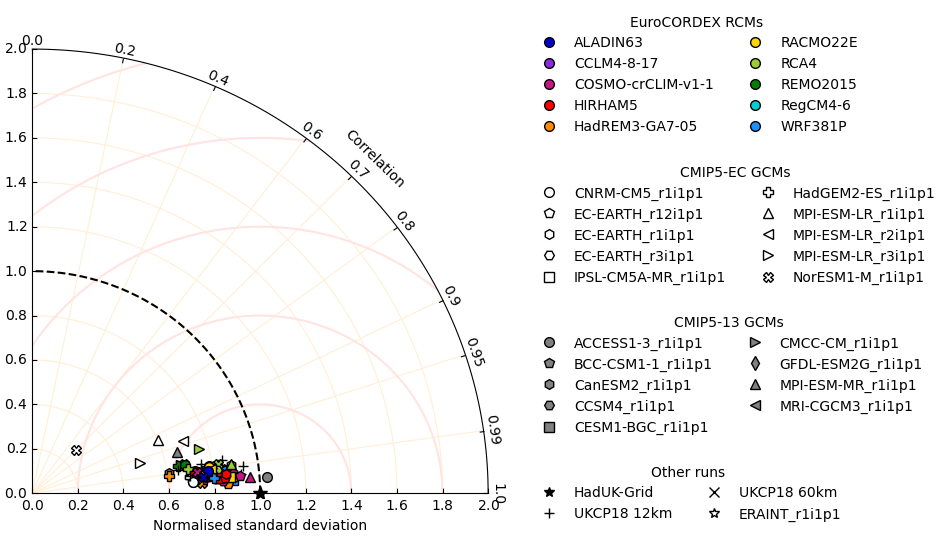 0.0
0.2
0.4
0.6
Correlation
0.7
0.8
0.9
0.95
0.99
1.0
2.0
1.8
1.6
1.4
1.2
1.0
0.8
0.6
0.4
0.2
0.0
0.0 0.2 0.4 0.6 0.8 1.0 1.2 1.4 1.6 1.8 2.0
Normalised standard deviation
EuroCORDEX RCMs
ALADIN63
CCLM4-8-17
COSMO-crCLIM-v1-1
HIRHAM5
HadREM3-GA7-05
RACMO22E
RCA4
REMO2015
RegCM4-6
WRF381P
CMIP5-EC GCMs
CNRM-CM5_r1i1p1
EC-EARTH_r12i1p1
EC-EARTH_r1i1p1
EC-EARTH_r3i1p1
IPSL-CM5A-MR_r1i1p1
HadGEM2-ES_r1i1p1
MPI-ESM-LR_r1i1p1
MPI-ESM-LR_r2i1p1
MPI-ESM-LR_r3i1p1
NorESM1-M_r1i1p1
CMIP5-13 GCMs
ACCESS1-3_r1i1p1
BCC-CSM1-1_r1i1p1
CanESM2_r1i1p1
CCSM4_r1i1p1
CESM1-BGC_r1i1p1
CMCC-CM_r1i1p1
GFDL-ESM2G_r1i1p1
MPI-ESM-MR_r1i1p1
MRI-CGCM3_r1i1p1
Other runs
HadUK-Grid
UKCP18 12km
UKCP18 60km
ERAINT_r1i1p1